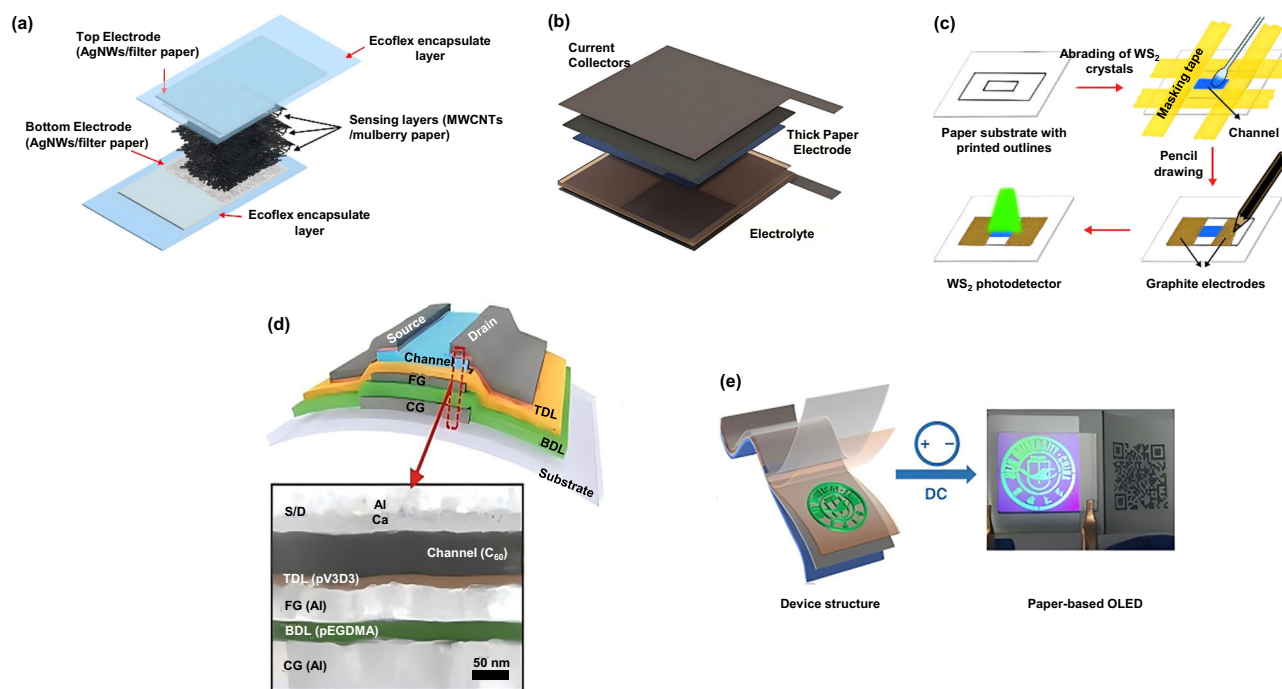 (a)
Top Electrode
(AgNWs/filter paper)
Ecoflex encapsulate
layer
Bottom Electrode
(AgNWs/filter paper)
Sensing layers (MWCNTs
/mulberry paper)
Ecoflex encapsulate
layer
(b)
Current
Collectors
Thick Paper
Electrode
Electrolyte
(c)
Abrading of WS₂
crystals
Masking tape
Paper substrate with
printed outlines
Channel
Pencil
drawing
WS₂ photodetector
Graphite electrodes
(d)
Source
Drain
Channel
FG
CG
TDL
BDL
Substrate
S/D
Al
Ca
Channel (C₆₀)
TDL (pV3D3)
FG (Al)
BDL (pEGDMA)
CG (Al)
50 nm
(e)
+ −
DC
Device structure
Paper-based OLED